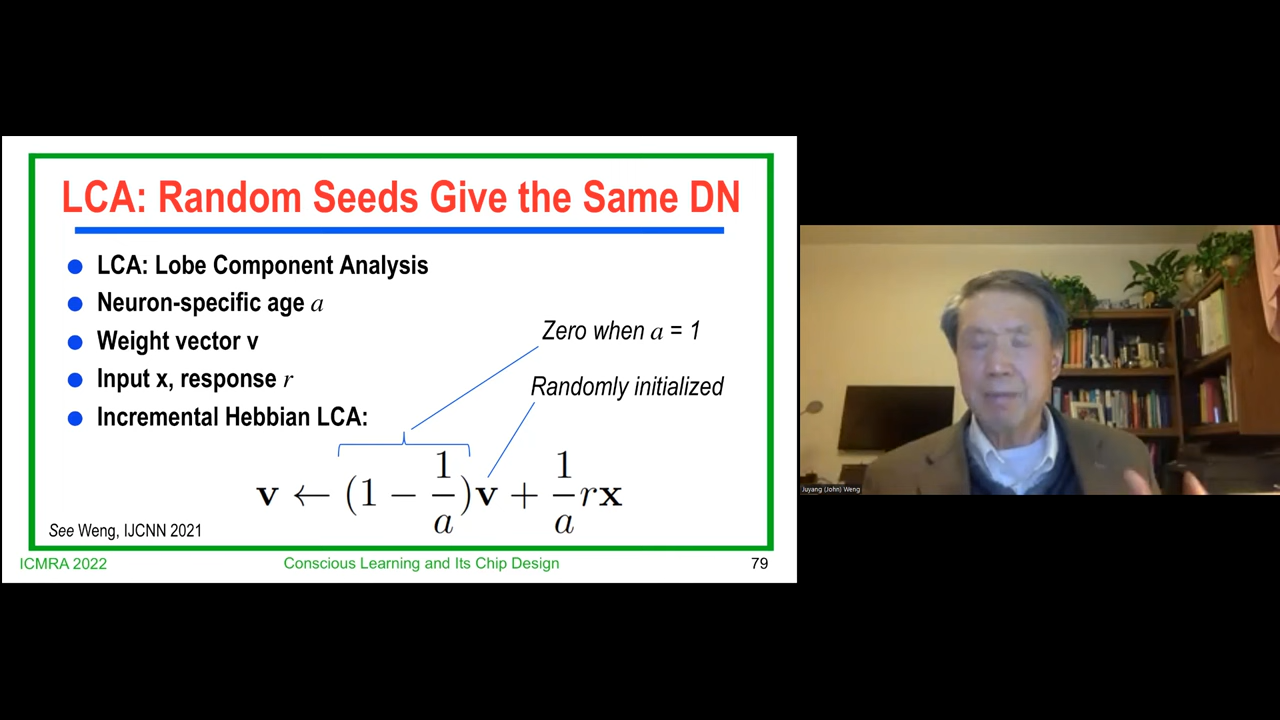 LCA: Random Seeds Give the Same DN
LCA: Lobe Component Analysis
Neuron-specific age a
Weight vector v
Input x, response r
Incremental Hebbian LCA:
Zero when a = 1
Randomly initialized
v ← (1 − 1/a)v + 1/a rx
See Weng, IJCNN 2021
ICMRA 2022
Conscious Learning and Its Chip Design
79
Juyang (John) Weng